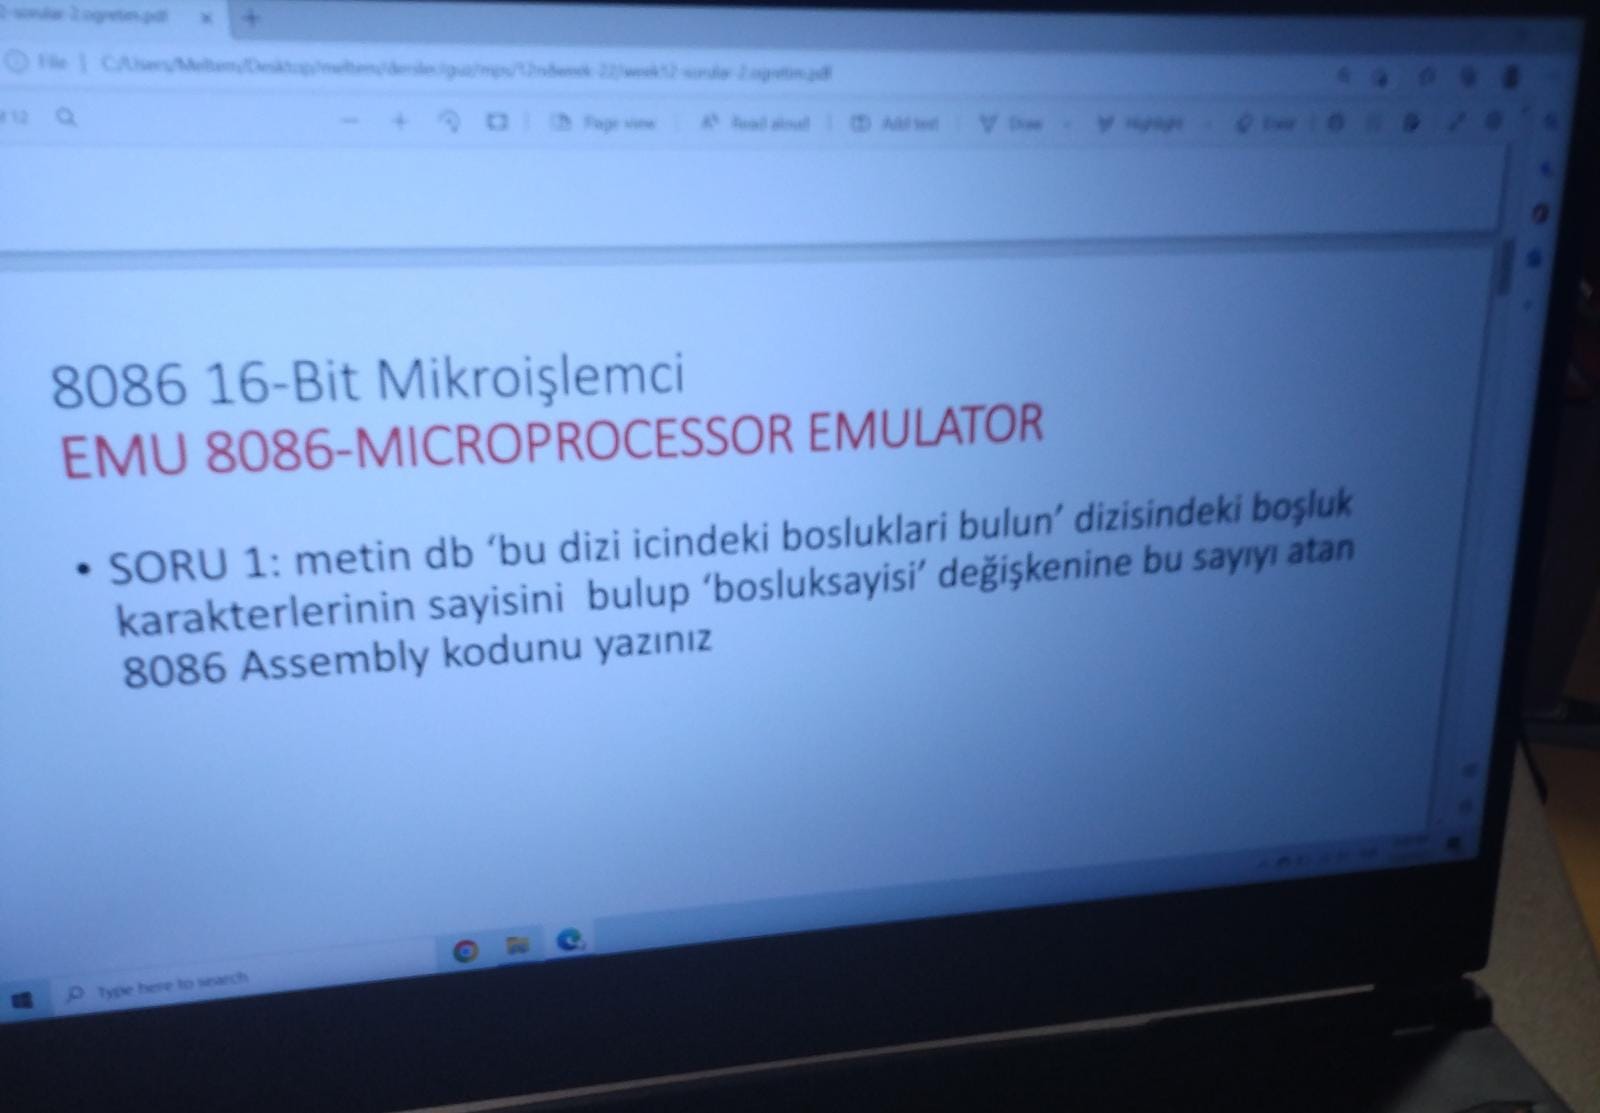 2-sorular-2.ogretim.pdf
File | C:/Users/Meltem/Desktop/meltem/dersler/guz/mps/12ndweek-22/week12-sorular-2.ogretim.pdf
12 Page view Read aloud Add text Draw Highlight Erase
8086 16-Bit Mikroişlemci
EMU 8086-MICROPROCESSOR EMULATOR
• SORU 1: metin db ‘bu dizi icindeki bosluklari bulun’ dizisindeki boşluk
karakterlerinin sayisini bulup ‘bosluksayisi’ değişkenine bu sayıyı atan
8086 Assembly kodunu yazınız
Type here to search